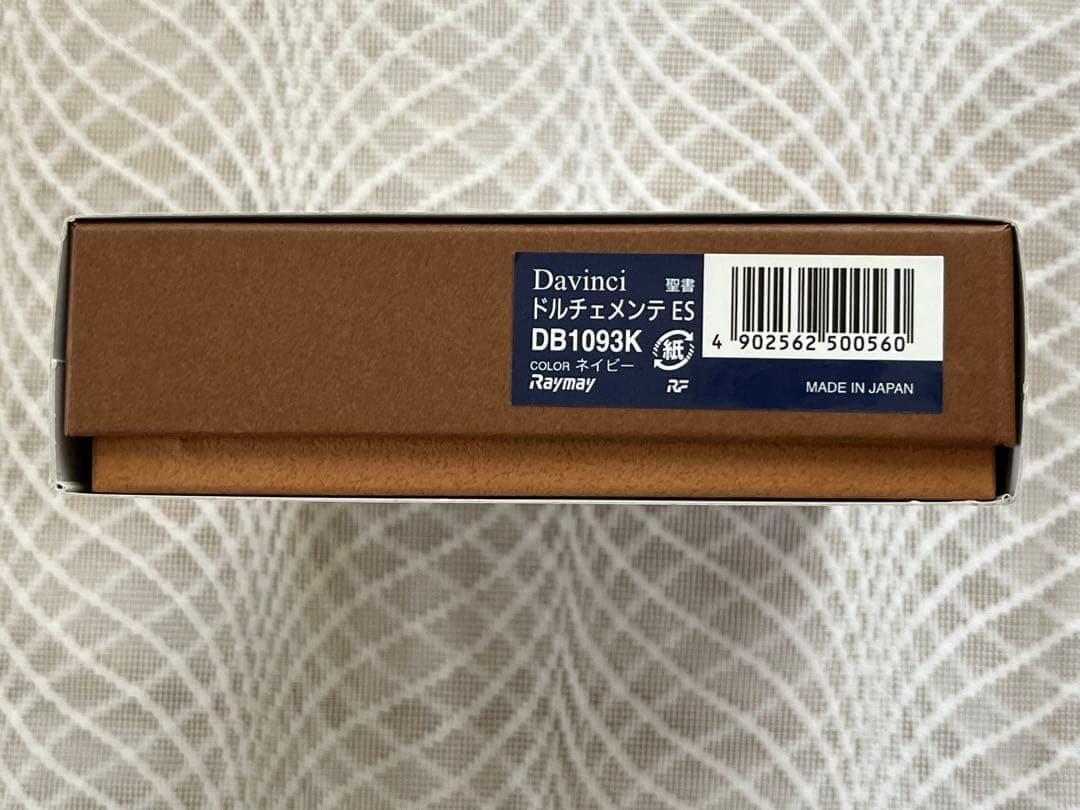 Davinci 聖書
ドルチェメンテ ES
DB1093K 紙
COLOR ネイビー
Raymay RF
4 902562 500560
MADE IN JAPAN